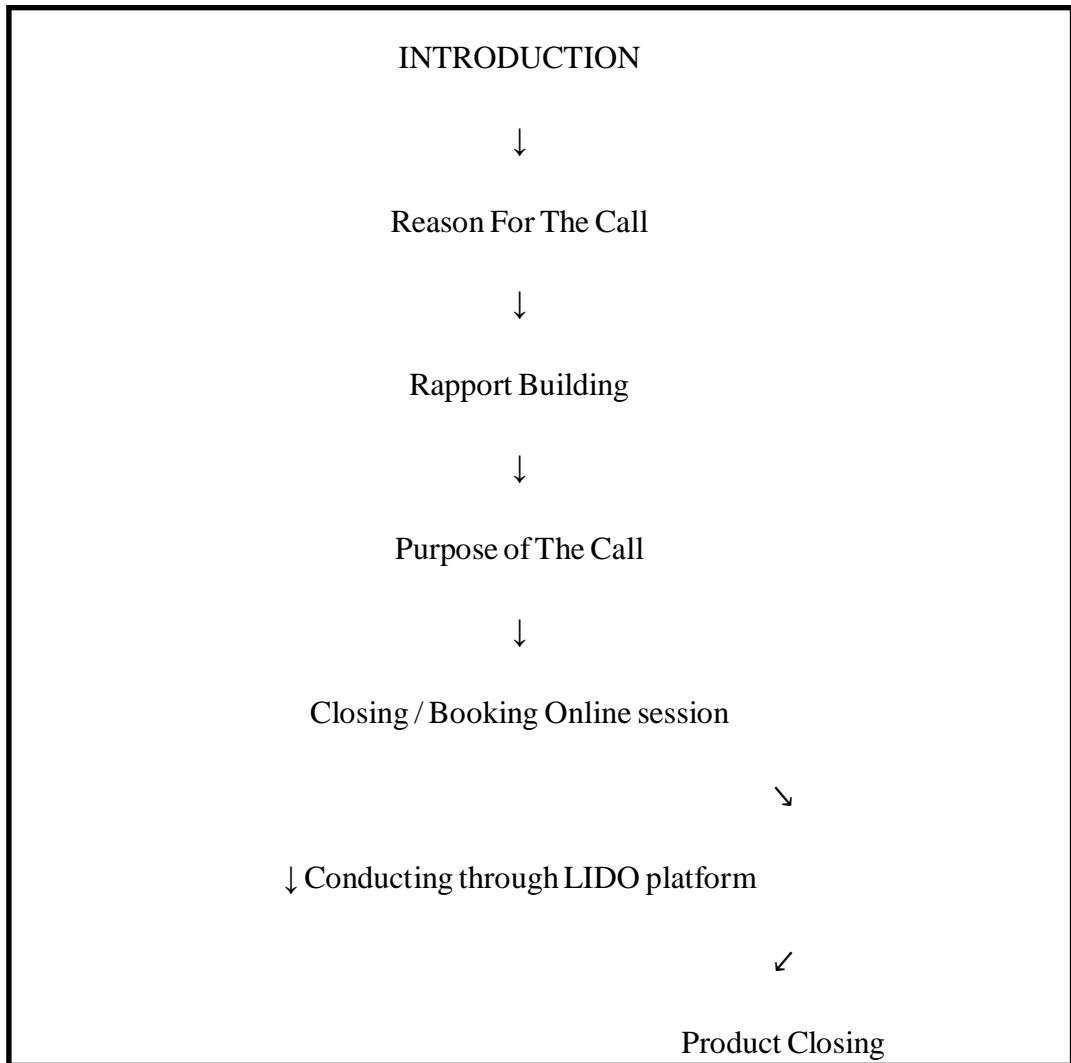 INTRODUCTION
↓
Reason For The Call
↓
Rapport Building
↓
Purpose of The Call
↓
Closing / Booking Online session
↘
↓ Conducting through LIDO platform
↙
Product Closing